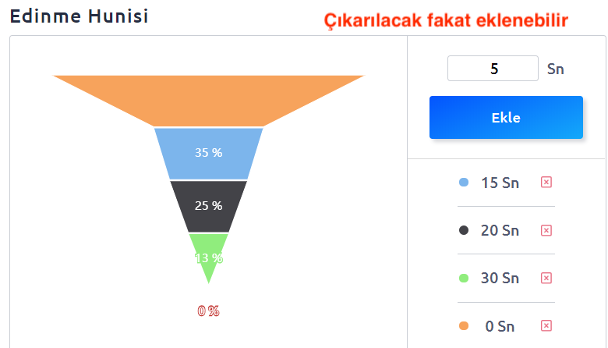 Edinme Hunisi
Çıkarılacak fakat eklenebilir
5 Sn
Ekle
35 %
25 %
13 %
0 %
15 Sn
20 Sn
30 Sn
0 Sn